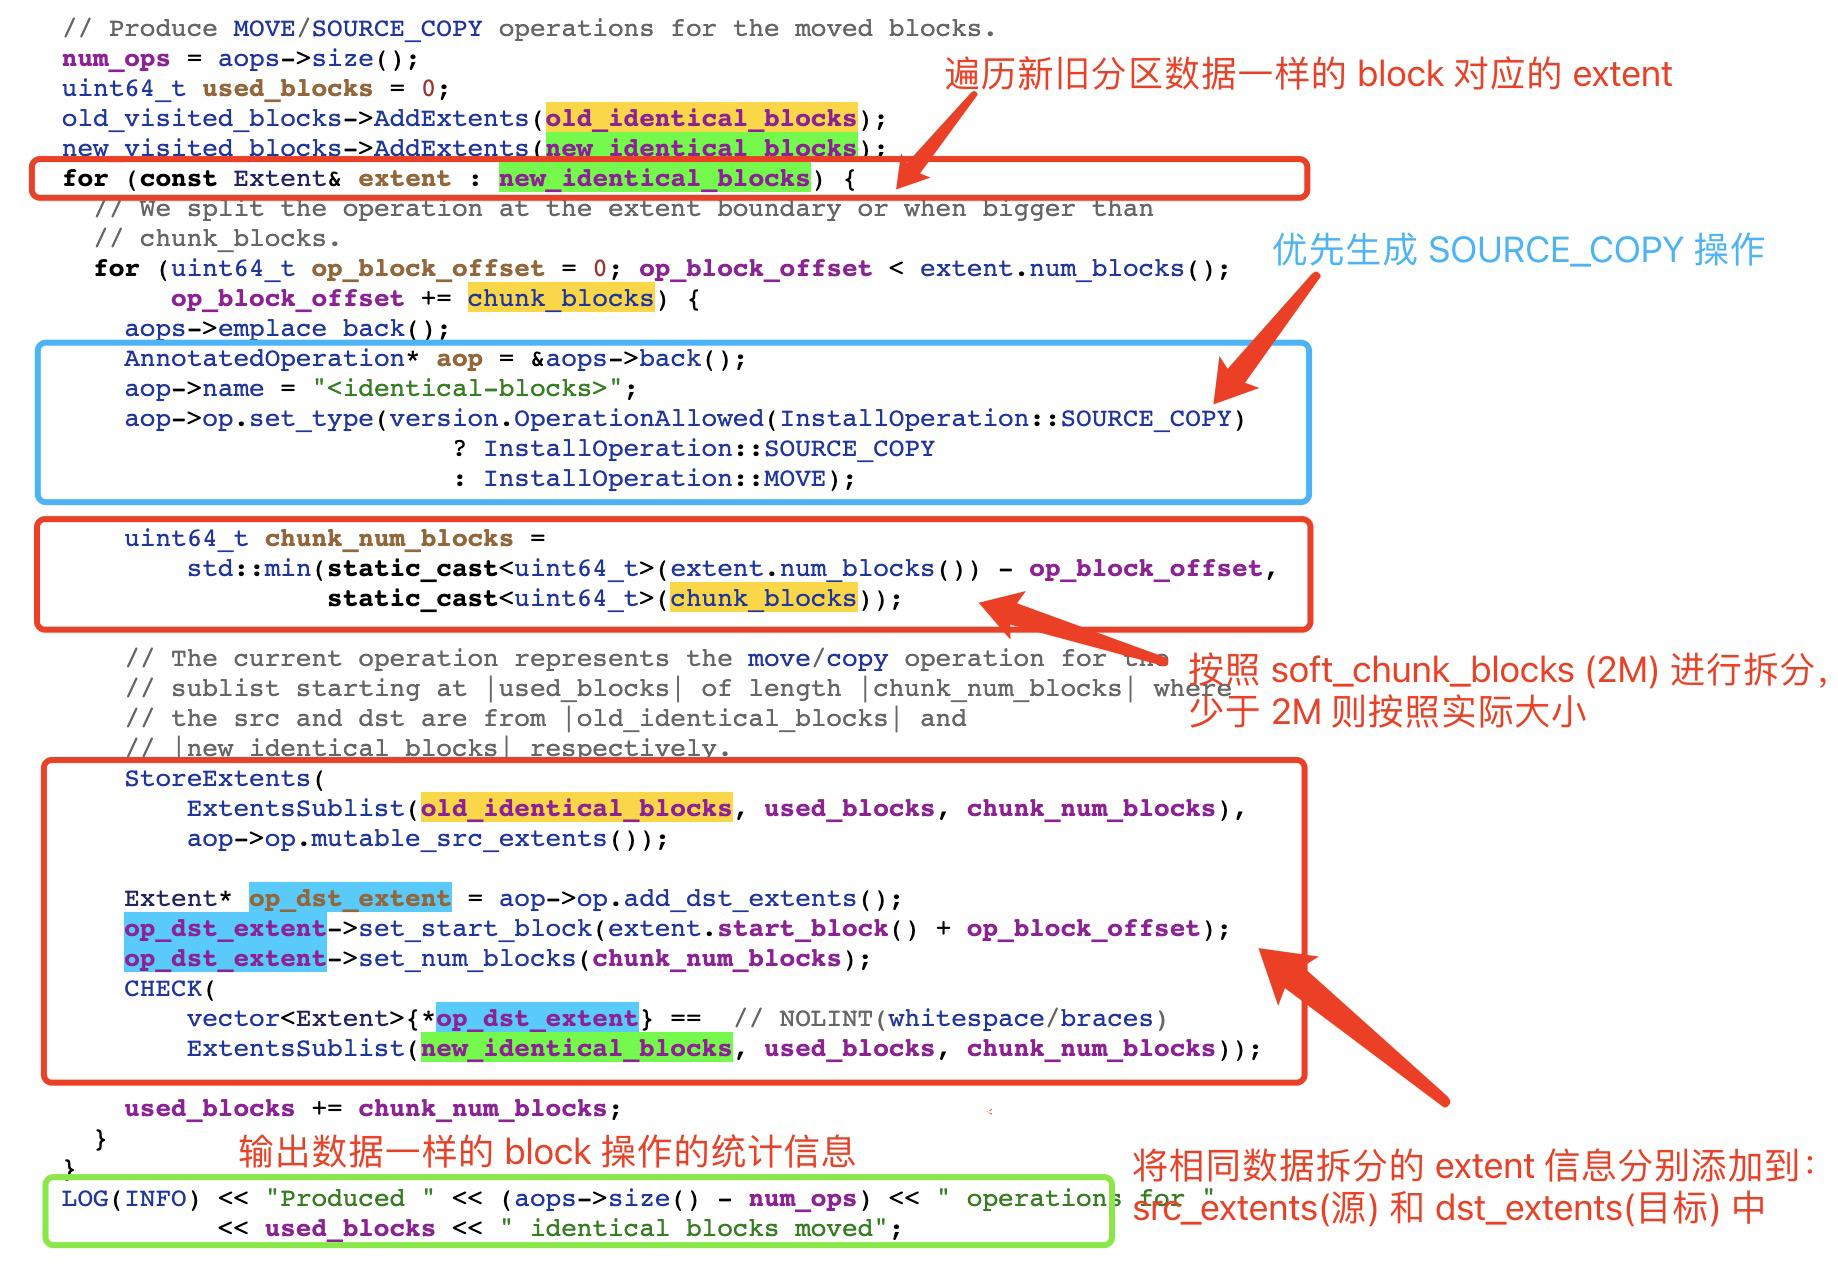 // Produce MOVE/SOURCE_COPY operations for the moved blocks.
num_ops = aops->size();
遍历新旧分区数据一样的 block 对应的 extent
uint64_t used_blocks = 0;
old_visited_blocks->AddExtents(old_identical_blocks);
new_visited_blocks->AddExtents(new_identical_blocks);
for (const Extent& extent : new_identical_blocks) {
// We split the operation at the extent boundary or when bigger than
// chunk_blocks.
优先生成 SOURCE_COPY 操作
for (uint64_t op_block_offset = 0; op_block_offset < extent.num_blocks();
op_block_offset += chunk_blocks) {
aops->emplace_back();
AnnotatedOperation* aop = &aops->back();
aop->name = "<identical-blocks>";
aop->op.set_type(version.OperationAllowed(InstallOperation::SOURCE_COPY)
? InstallOperation::SOURCE_COPY
: InstallOperation::MOVE);
uint64_t chunk_num_blocks =
std::min(static_cast<uint64_t>(extent.num_blocks()) - op_block_offset,
static_cast<uint64_t>(chunk_blocks));
// The current operation represents the move/copy operation for the
// sublist starting at |used_blocks| of length |chunk_num_blocks| where
按照 soft_chunk_blocks (2M) 进行拆分，
少于 2M 则按照实际大小
// the src and dst are from |old_identical_blocks| and
// |new_identical_blocks| respectively.
StoreExtents(
ExtentsSublist(old_identical_blocks, used_blocks, chunk_num_blocks),
aop->op.mutable_src_extents());
Extent* op_dst_extent = aop->op.add_dst_extents();
op_dst_extent->set_start_block(extent.start_block() + op_block_offset);
op_dst_extent->set_num_blocks(chunk_num_blocks);
CHECK(
vector<Extent>{*op_dst_extent} ==  // NOLINT(whitespace/braces)
ExtentsSublist(new_identical_blocks, used_blocks, chunk_num_blocks));
used_blocks += chunk_num_blocks;
}
输出数据一样的 block 操作的统计信息
}
将相同数据拆分的 extent 信息分别添加到：
src_extents(源) 和 dst_extents(目标) 中
LOG(INFO) << "Produced " << (aops->size() - num_ops) << " operations for "
<< used_blocks << " identical blocks moved";